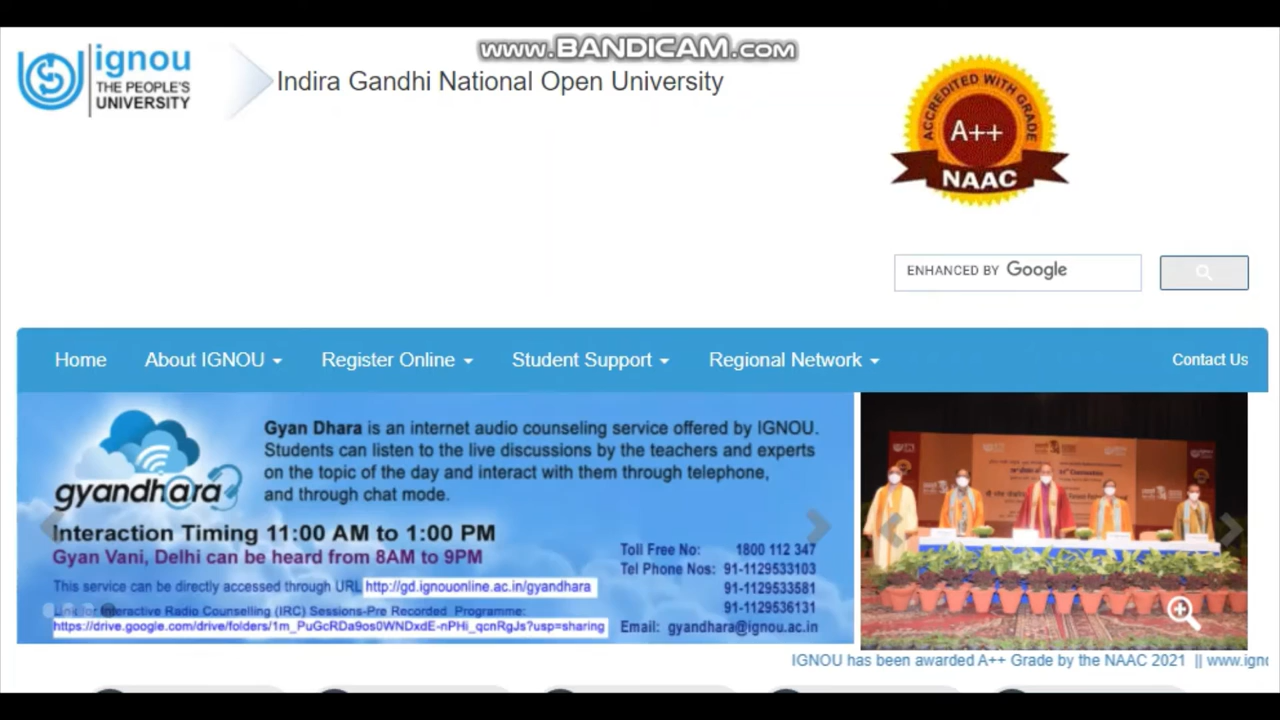 www.BANDICAM.com
ignou
THE PEOPLE'S
UNIVERSITY
Indira Gandhi National Open University
ACCREDITED WITH GRADE
A++
NAAC
ENHANCED BY Google
Home
About IGNOU
Register Online
Student Support
Regional Network
Contact Us
gyandhara
Gyan Dhara is an internet audio counseling service offered by IGNOU.
Students can listen to the live discussions by the teachers and experts
on the topic of the day and interact with them through telephone,
and through chat mode.
Interaction Timing 11:00 AM to 1:00 PM
Gyan Vani, Delhi can be heard from 8AM to 9PM
This service can be directly accessed through URL http://gd.ignouonline.ac.in/gyandhara
Link for Interactive Radio Counselling (IRC) Sessions-Pre Recorded Programme:
https://drive.google.com/drive/folders/1m_PuGcRDa9os0WNDxdE-nPHi_qcnRgJs?usp=sharing
Toll Free No: 1800 112 347
Tel Phone Nos: 91-1129533103
91-1129533581
91-1129536131
Email: gyandhara@ignou.ac.in
IGNOU has been awarded A++ Grade by the NAAC 2021 || www.igno